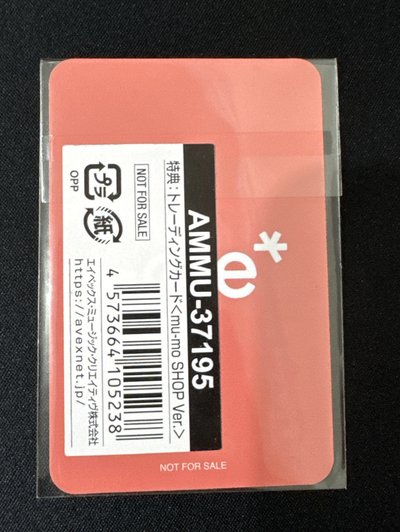 AMMU-37195
特典:トレーディングカード<mu-mo SHOP Ver.>
NOT FOR SALE
プラ
紙
OPP
4 573664 105238
エイベックス・ミュージック・クリエイティヴ株式会社
https://avexnet.jp/
e*
NOT FOR SALE